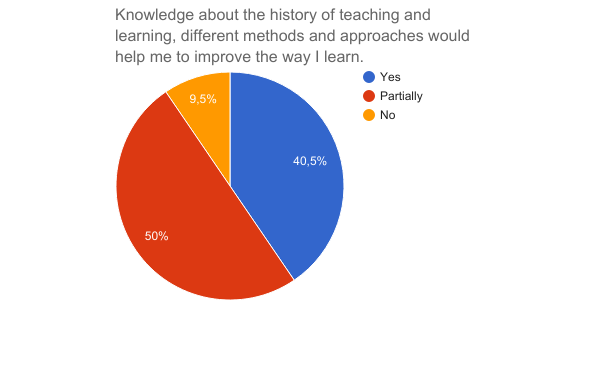 Knowledge about the history of teaching and
learning, different methods and approaches would
help me to improve the way I learn.
Yes
Partially
No
9,5%
40,5%
50%